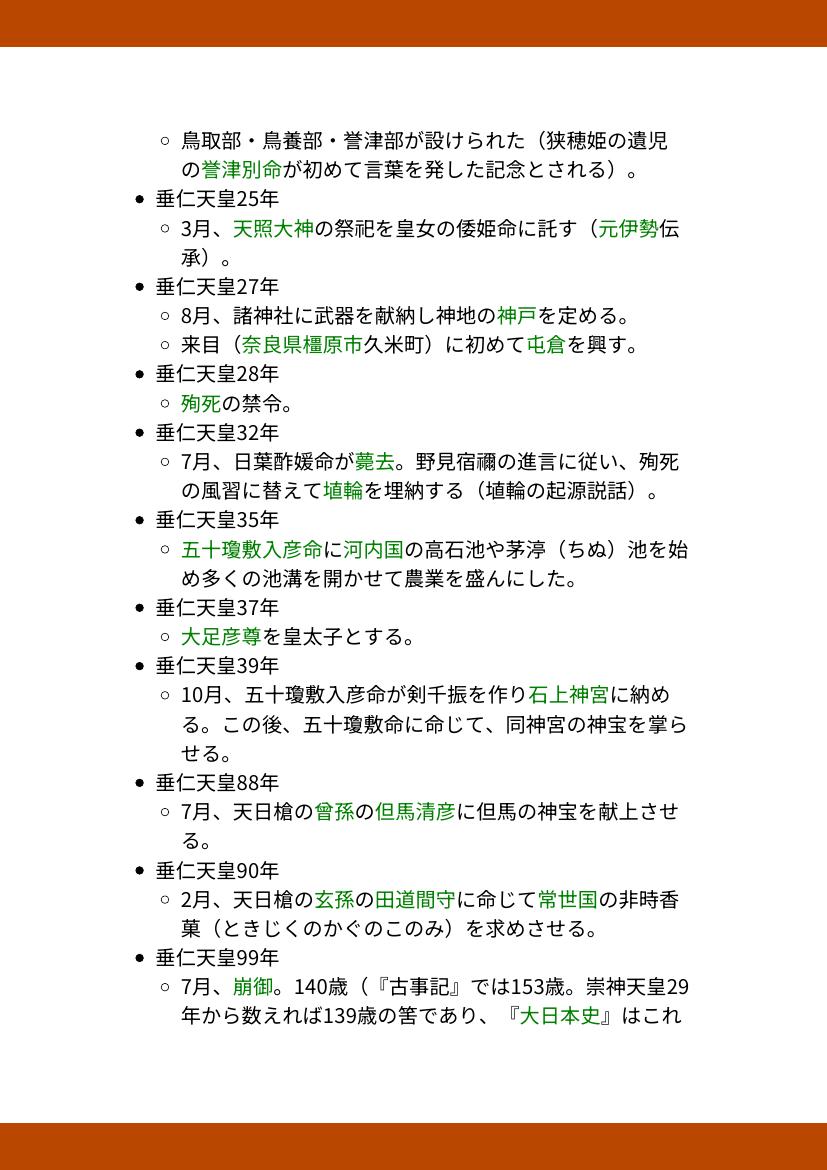 鳥取部・鳥養部・誉津部が設けられた（狭穂姫の遺児
の誉津別命が初めて言葉を発した記念とされる）。
垂仁天皇25年
3月、天照大神の祭祀を皇女の倭姫命に託す（元伊勢伝
承）。
垂仁天皇27年
8月、諸神社に武器を献納し神地の神戸を定める。
来目（奈良県橿原市久米町）に初めて屯倉を興す。
垂仁天皇28年
殉死の禁令。
垂仁天皇32年
7月、日葉酢媛命が薨去。野見宿禰の進言に従い、殉死
の風習に替えて埴輪を埋納する（埴輪の起源説話）。
垂仁天皇35年
五十瓊敷入彦命に河内国の高石池や茅渟（ちぬ）池を始
め多くの池溝を開かせて農業を盛んにした。
垂仁天皇37年
大足彦尊を皇太子とする。
垂仁天皇39年
10月、五十瓊敷入彦命が剣千振を作り石上神宮に納め
る。この後、五十瓊敷命に命じて、同神宮の神宝を掌ら
せる。
垂仁天皇88年
7月、天日槍の曾孫の但馬清彦に但馬の神宝を献上させ
る。
垂仁天皇90年
2月、天日槍の玄孫の田道間守に命じて常世国の非時香
菓（ときじくのかぐのこのみ）を求めさせる。
垂仁天皇99年
7月、崩御。140歳（『古事記』では153歳。崇神天皇29
年から数えれば139歳の筈であり、『大日本史』はこれ